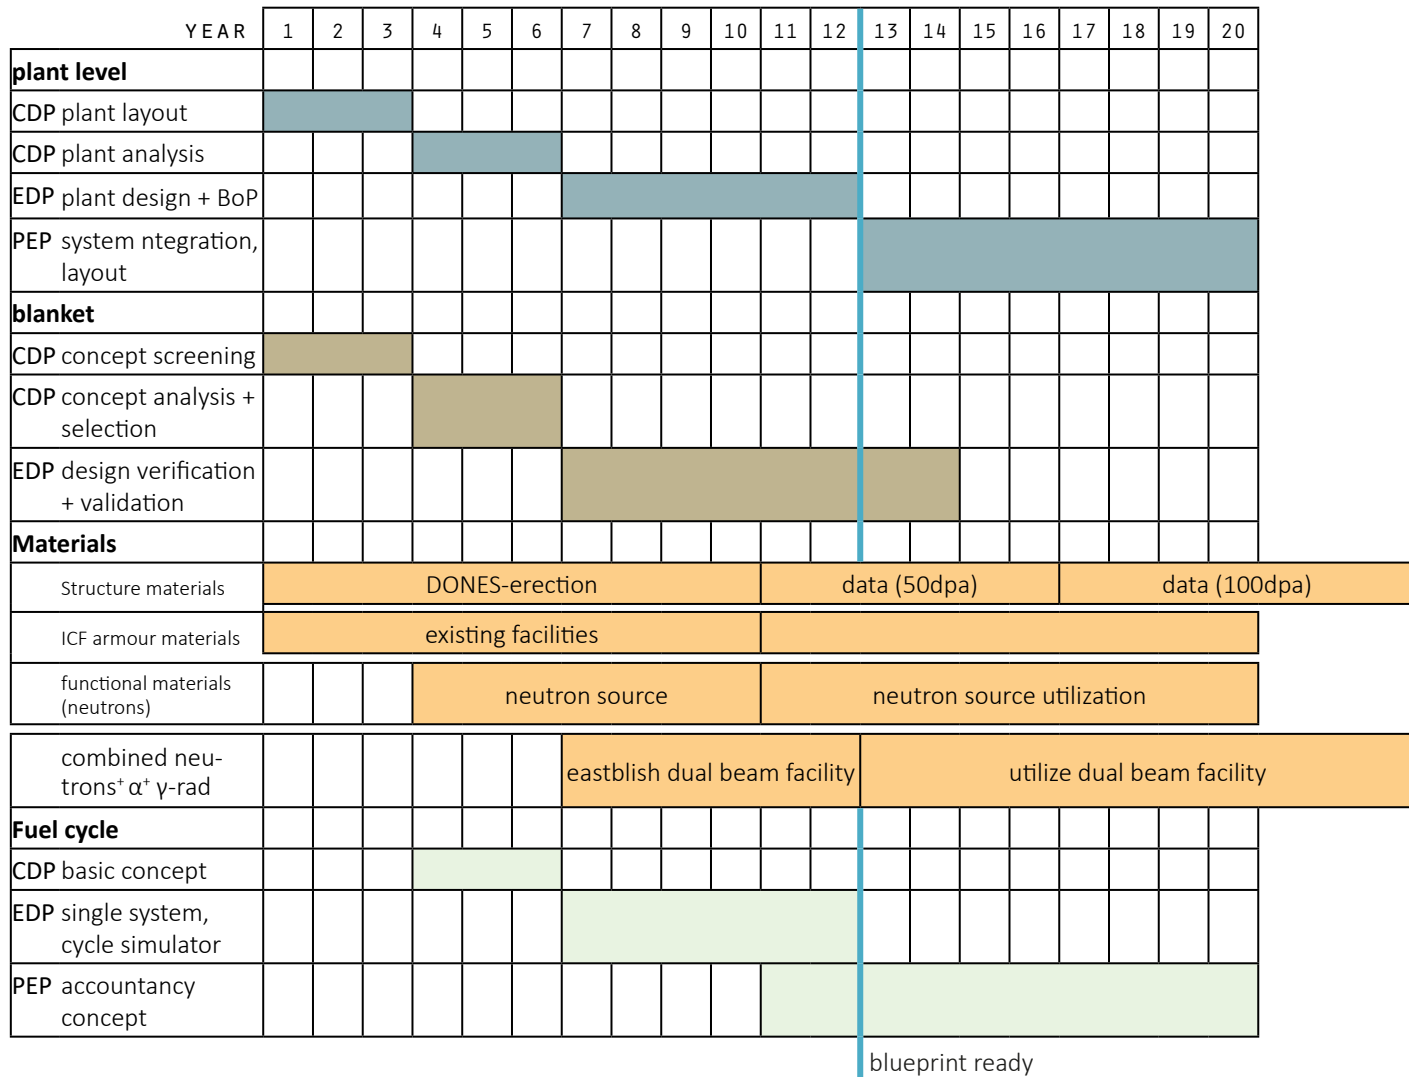 YEAR 1 2 3 4 5 6 7 8 9 10 11 12 13 14 15 16 17 18 19 20
plant level
CDP plant layout
CDP plant analysis
EDP plant design + BoP
PEP system ntegration,
layout
blanket
CDP concept screening
CDP concept analysis +
selection
EDP design verification
+ validation
Materials
Structure materials DONES-erection data (50dpa) data (100dpa)
ICF armour materials existing facilities
functional materials
(neutrons)
neutron source neutron source utilization
combined neu-
trons⁺ α⁺ γ-rad
eastblish dual beam facility utilize dual beam facility
Fuel cycle
CDP basic concept
EDP single system,
cycle simulator
PEP accountancy
concept
blueprint ready